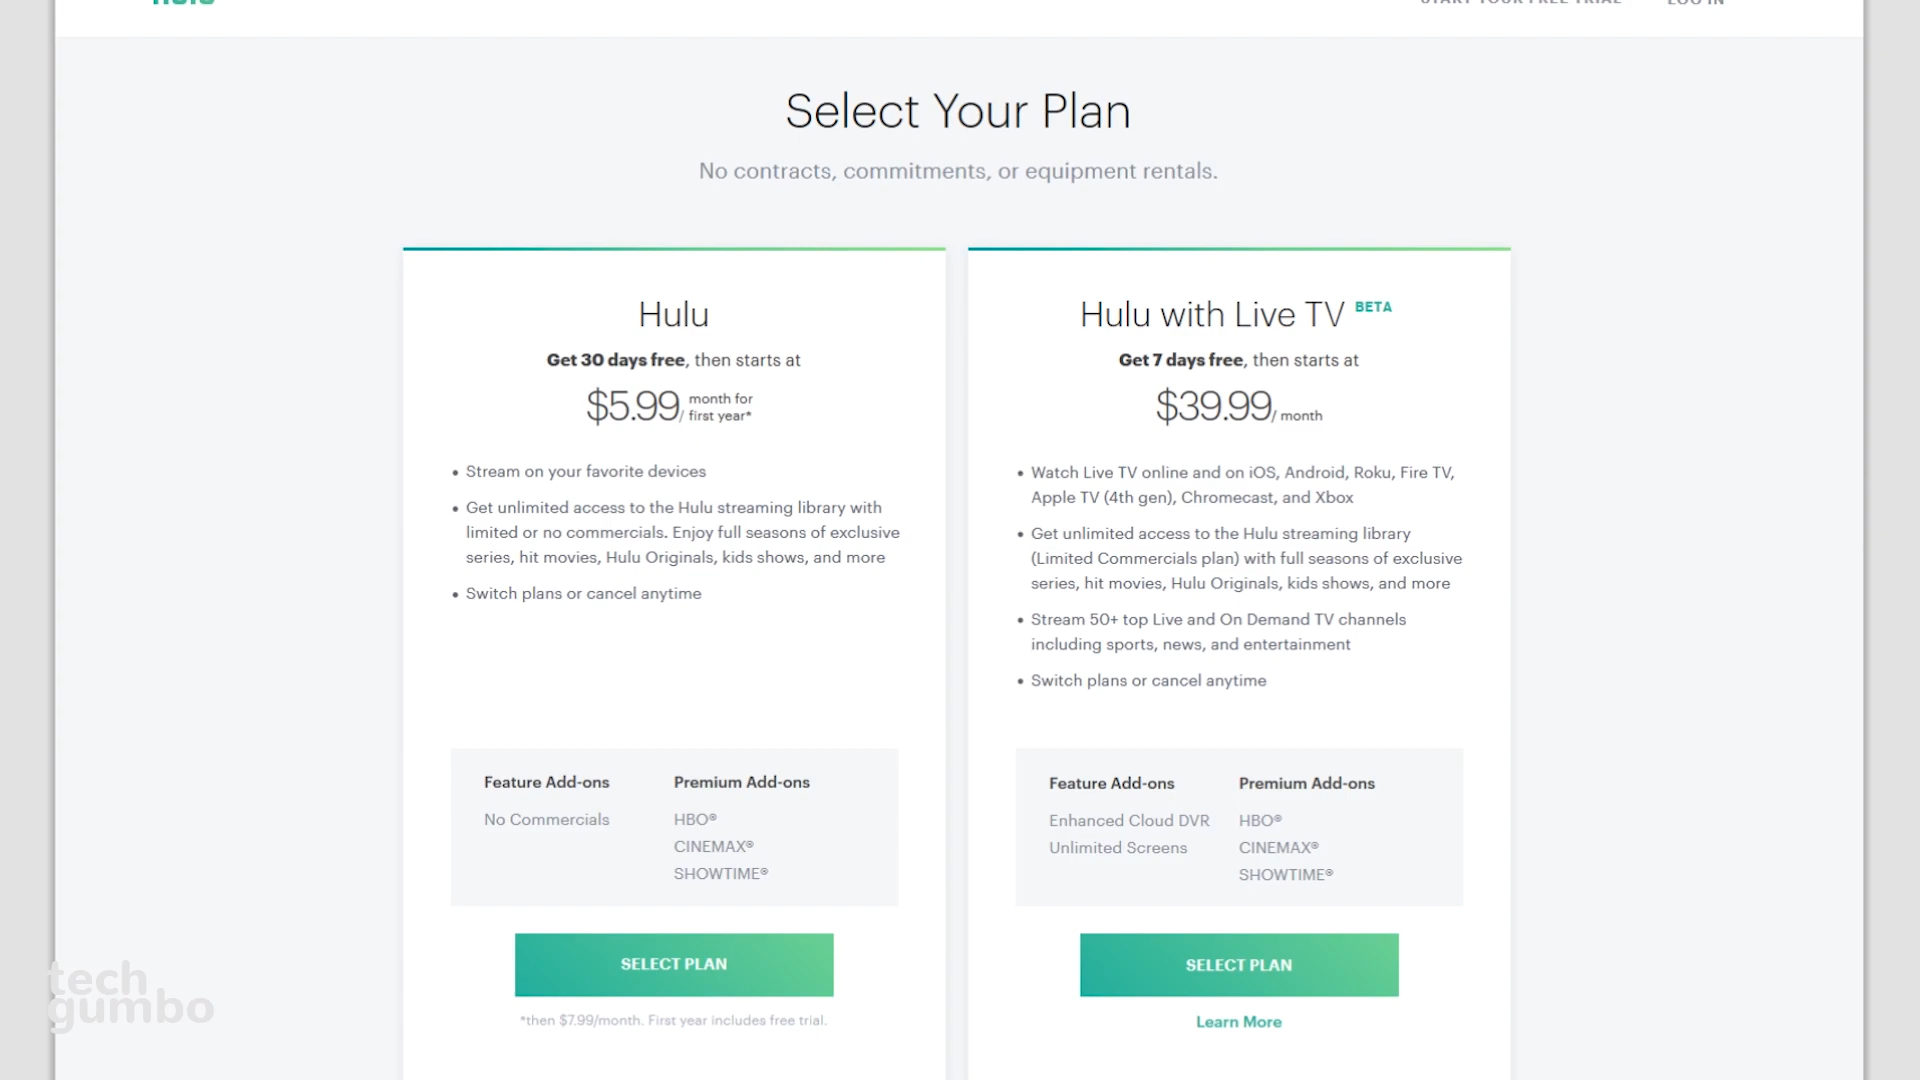 hulu
START YOUR FREE TRIAL LOG IN
Select Your Plan
No contracts, commitments, or equipment rentals.
Hulu
Get 30 days free, then starts at
$5.99/ month for
first year*
• Stream on your favorite devices
• Get unlimited access to the Hulu streaming library with
limited or no commercials. Enjoy full seasons of exclusive
series, hit movies, Hulu Originals, kids shows, and more
• Switch plans or cancel anytime
Feature Add-ons
No Commercials
Premium Add-ons
HBO®
CINEMAX®
SHOWTIME®
SELECT PLAN
*then $7.99/month. First year includes free trial.
Hulu with Live TV BETA
Get 7 days free, then starts at
$39.99/ month
• Watch Live TV online and on iOS, Android, Roku, Fire TV,
Apple TV (4th gen), Chromecast, and Xbox
• Get unlimited access to the Hulu streaming library
(Limited Commercials plan) with full seasons of exclusive
series, hit movies, Hulu Originals, kids shows, and more
• Stream 50+ top Live and On Demand TV channels
including sports, news, and entertainment
• Switch plans or cancel anytime
Feature Add-ons
Enhanced Cloud DVR
Unlimited Screens
Premium Add-ons
HBO®
CINEMAX®
SHOWTIME®
SELECT PLAN
Learn More
tech
gumbo